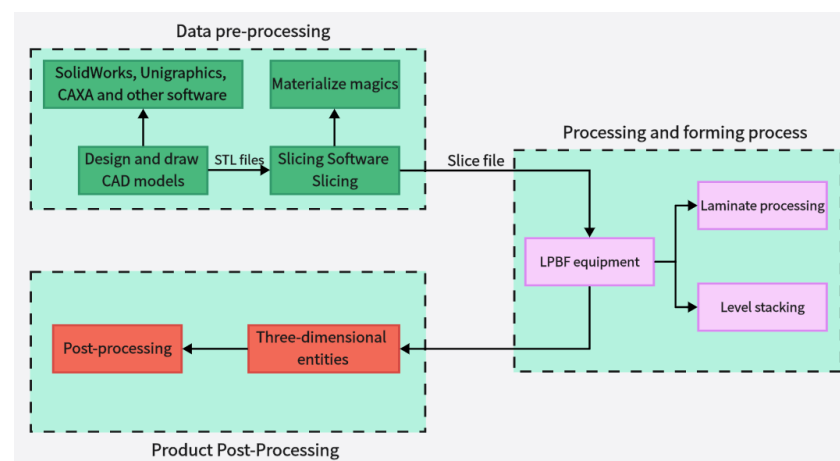 Data pre-processing
SolidWorks, Unigraphics,
CAXA and other software
Materialize magics
Design and draw
CAD models
STL files
Slicing Software
Slicing
Slice file
Processing and forming process
Laminate processing
LPBF equipment
Level stacking
Three-dimensional
entities
Post-processing
Product Post-Processing